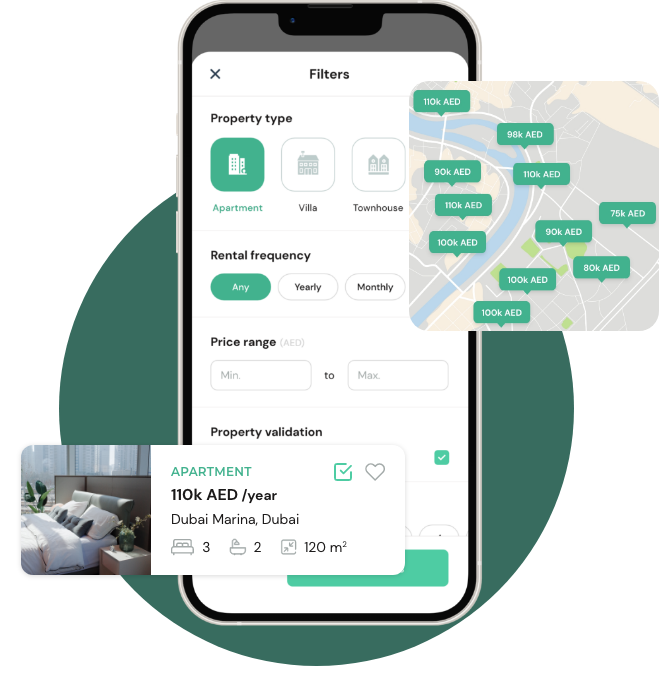 Filters
Property type
Apartment
Villa
Townhouse
Rental frequency
Any
Yearly
Monthly
Price range (AED)
Min.
to
Max.
Property validation
110k AED
98k AED
90k AED
110k AED
110k AED
75k AED
90k AED
100k AED
80k AED
100k AED
100k AED
APARTMENT
110k AED /year
Dubai Marina, Dubai
3 2 120 m²